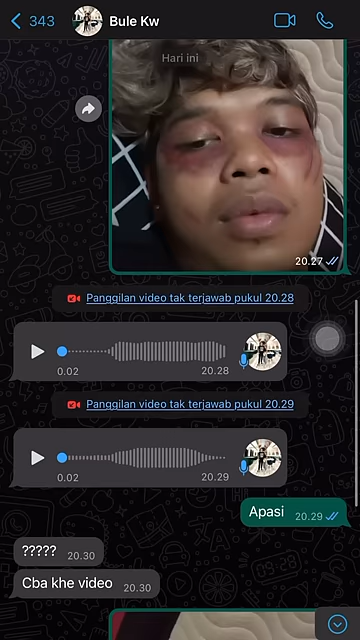 343
Bule Kw
Hari ini
20.27
Panggilan video tak terjawab pukul 20.28
0.02
20.28
Panggilan video tak terjawab pukul 20.29
0.02
20.29
Apasi 20.29
????? 20.30
Cba khe video 20.30